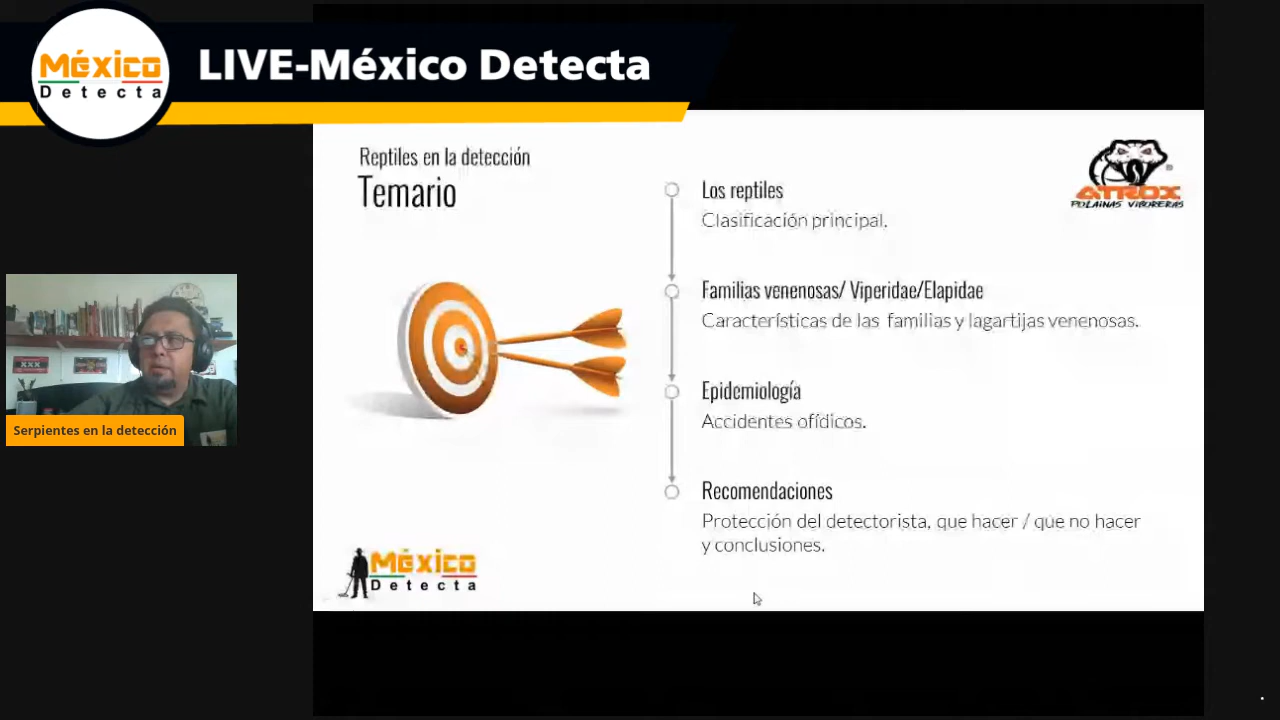 México
Detecta
LIVE-México Detecta
Reptiles en la detección
Temario
ATROX
POLAINAS VIBORERAS
Los reptiles
Clasificación principal.
Familias venenosas/ Viperidae/Elapidae
Características de las familias y lagartijas venenosas.
Epidemiología
Accidentes ofídicos.
Recomendaciones
Protección del detectorista, que hacer / que no hacer
y conclusiones.
XXX
Serpientes en la detección
México
Detecta